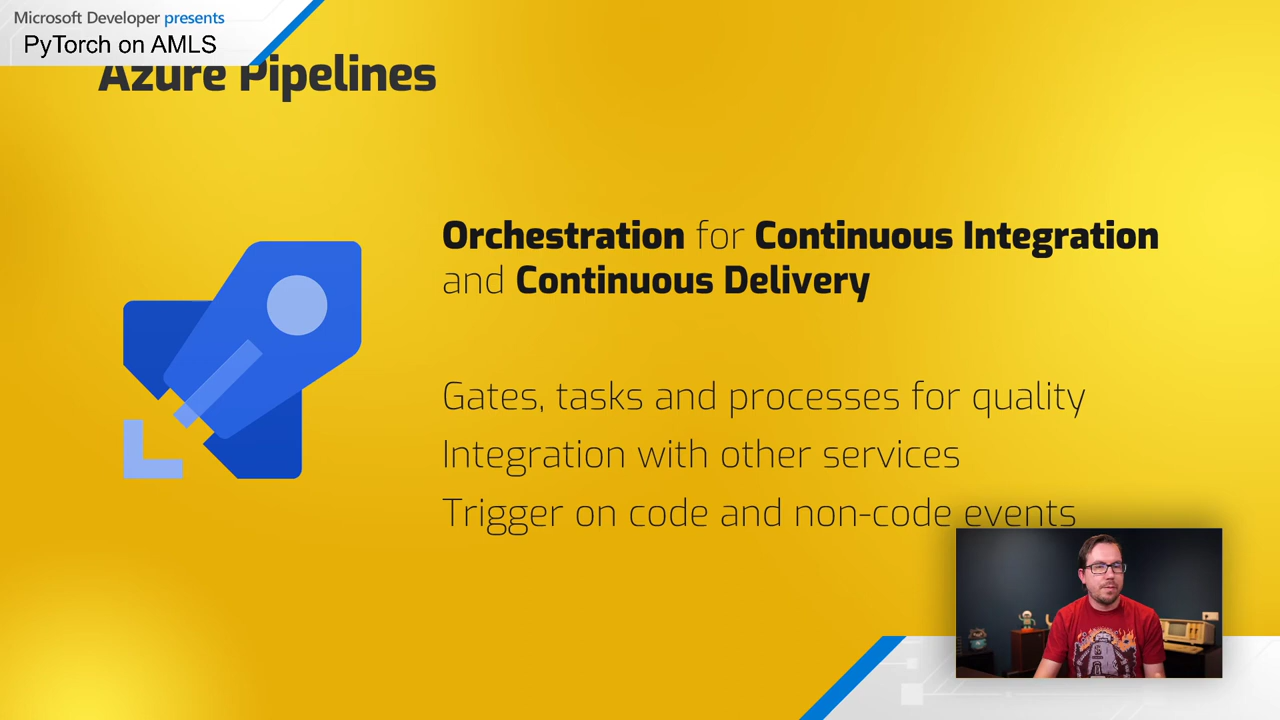 Microsoft Developer presents
PyTorch on AMLS
Azure Pipelines
Orchestration for Continuous Integration
and Continuous Delivery
Gates, tasks and processes for quality
Integration with other services
Trigger on code and non-code events